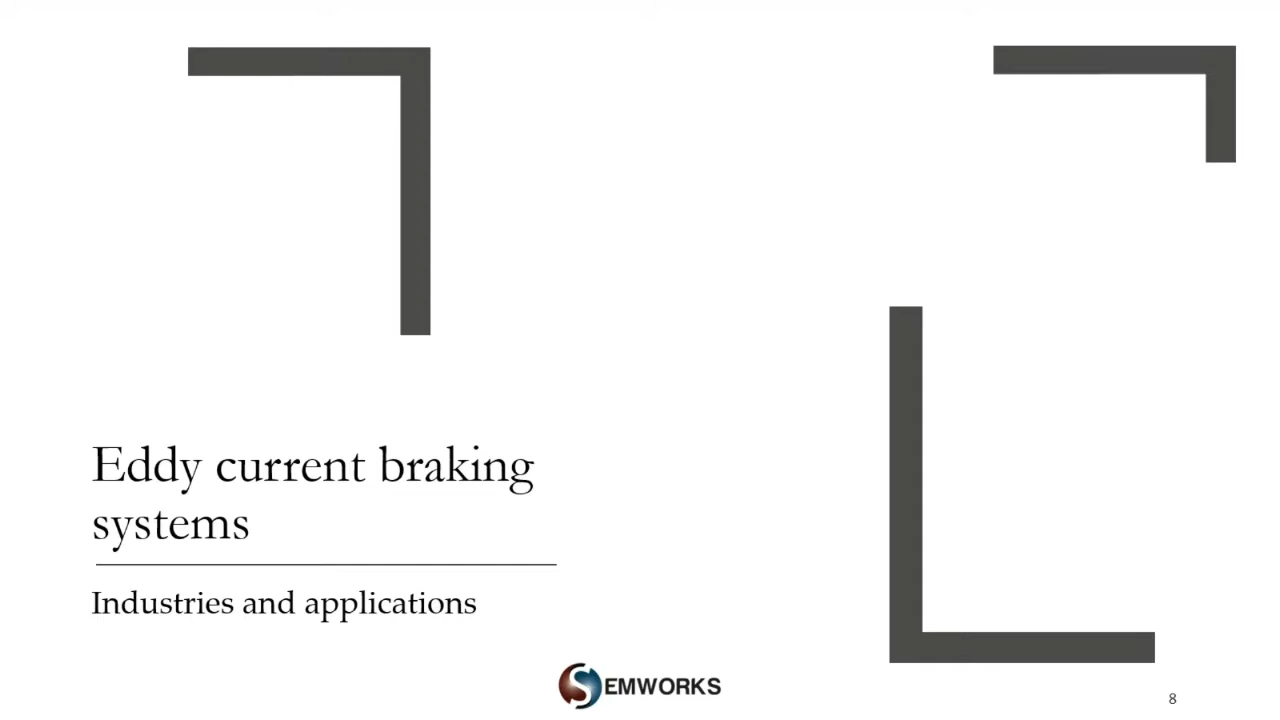 Eddy current braking
systems
Industries and applications
EMWORKS
8